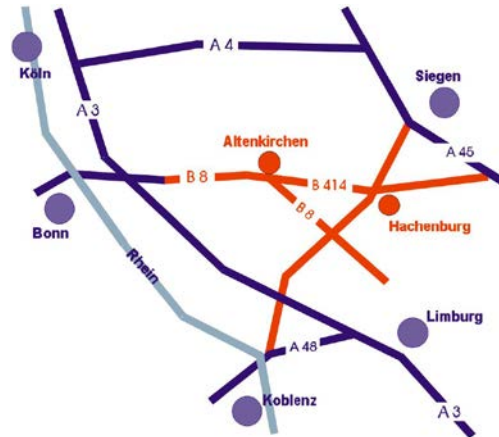 A 4
Köln
Siegen
A 3
Altenkirchen
A 45
B 8
B 414
B 8
Hachenburg
Bonn
Rhein
Limburg
A 48
Koblenz
A 3